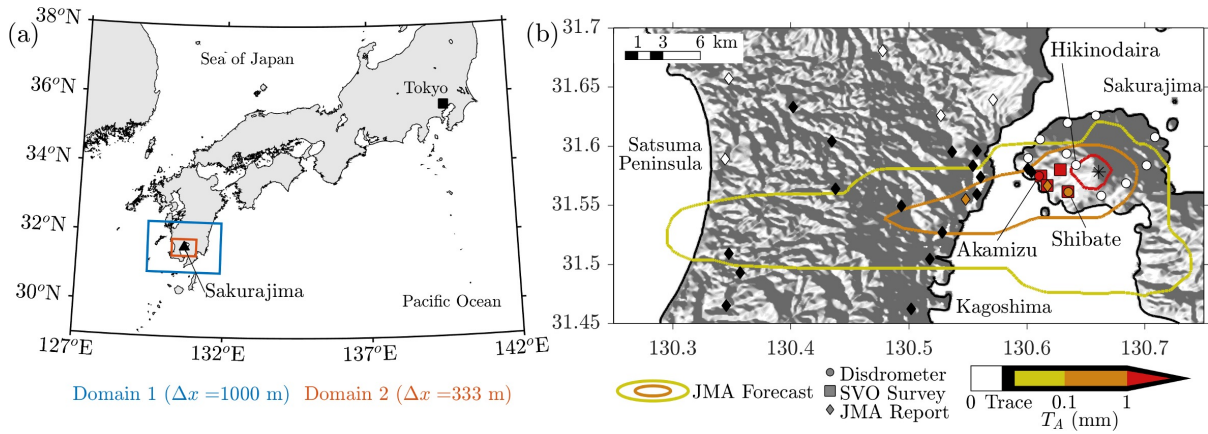 (a)
38°N
36°N
34°N
32°N
30°N
127°E
132°E
137°E
142°E
Sea of Japan
Tokyo
Sakurajima
Pacific Ocean
Domain 1 (Δx =1000 m)
Domain 2 (Δx =333 m)
(b)
31.7
31.65
31.6
31.55
31.5
31.45
130.3
130.4
130.5
130.6
130.7
1 3 6 km
Hikinodaira
Sakurajima
Satsuma
Peninsula
Akamizu
Shibate
Kagoshima
JMA Forecast
Disdrometer
SVO Survey
JMA Report
0 Trace 0.1 1
T_A (mm)